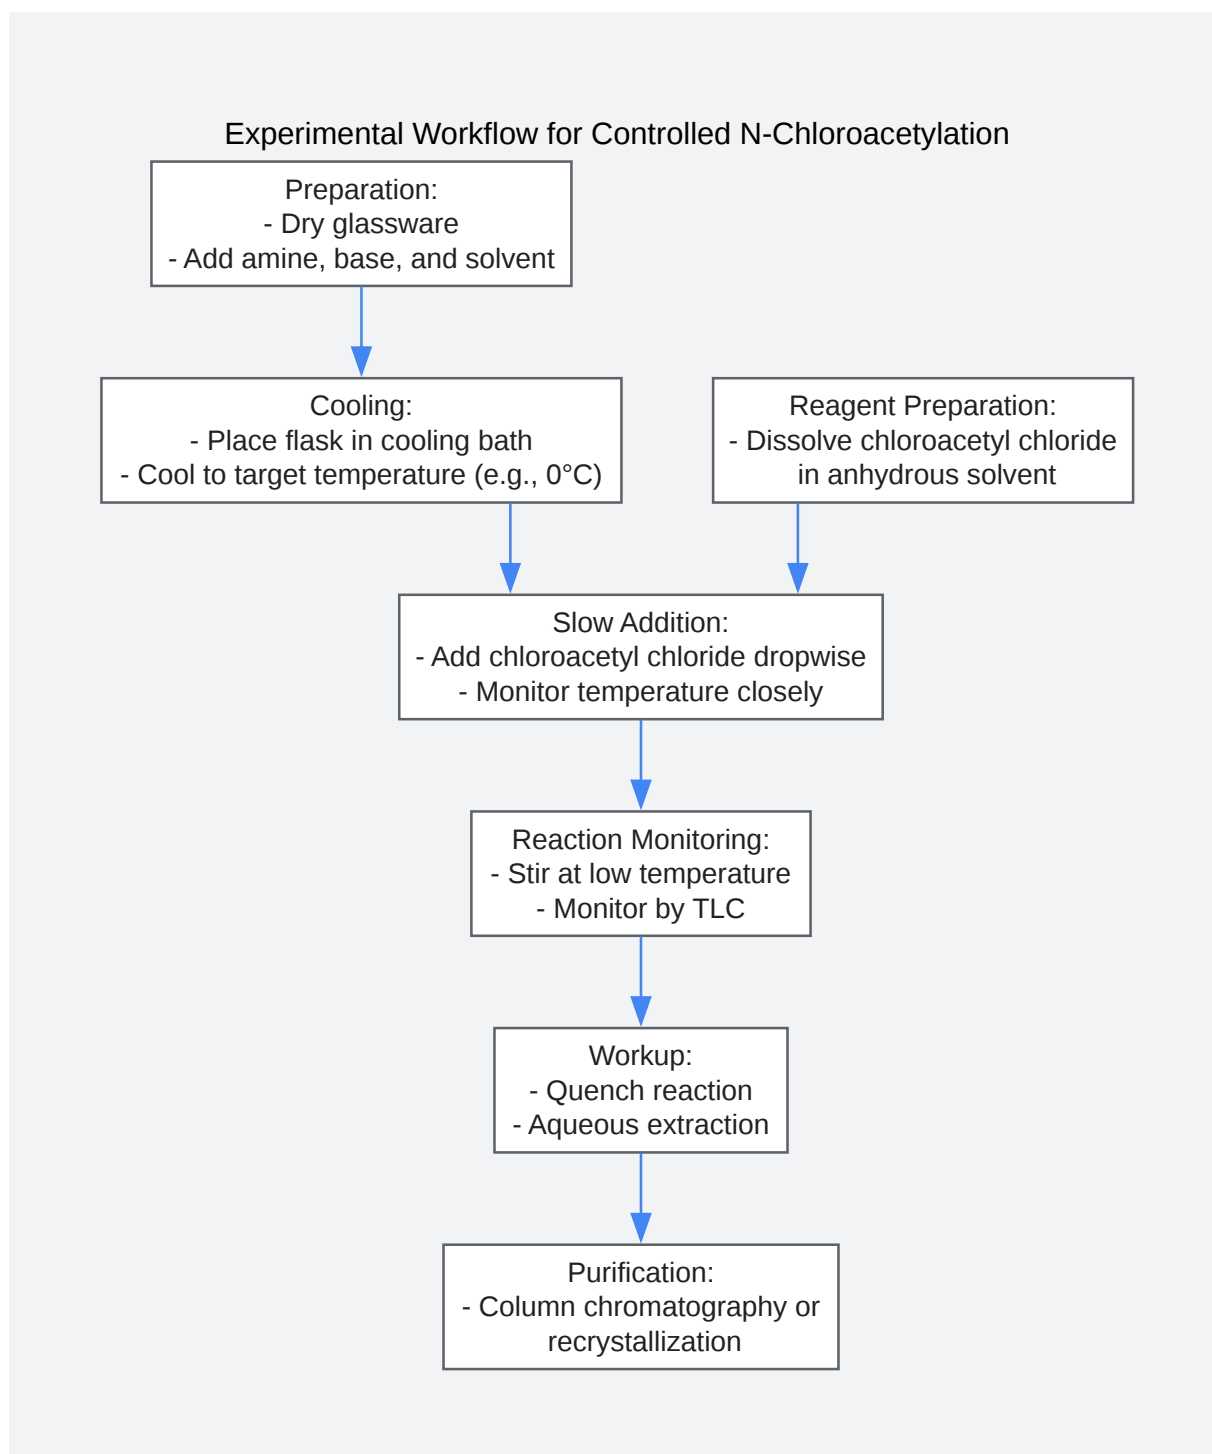 Experimental Workflow for Controlled N-Chloroacetylation
Preparation:
- Dry glassware
- Add amine, base, and solvent
Cooling:
- Place flask in cooling bath
- Cool to target temperature (e.g., 0°C)
Reagent Preparation:
- Dissolve chloroacetyl chloride
in anhydrous solvent
Slow Addition:
- Add chloroacetyl chloride dropwise
- Monitor temperature closely
Reaction Monitoring:
- Stir at low temperature
- Monitor by TLC
Workup:
- Quench reaction
- Aqueous extraction
Purification:
- Column chromatography or
recrystallization